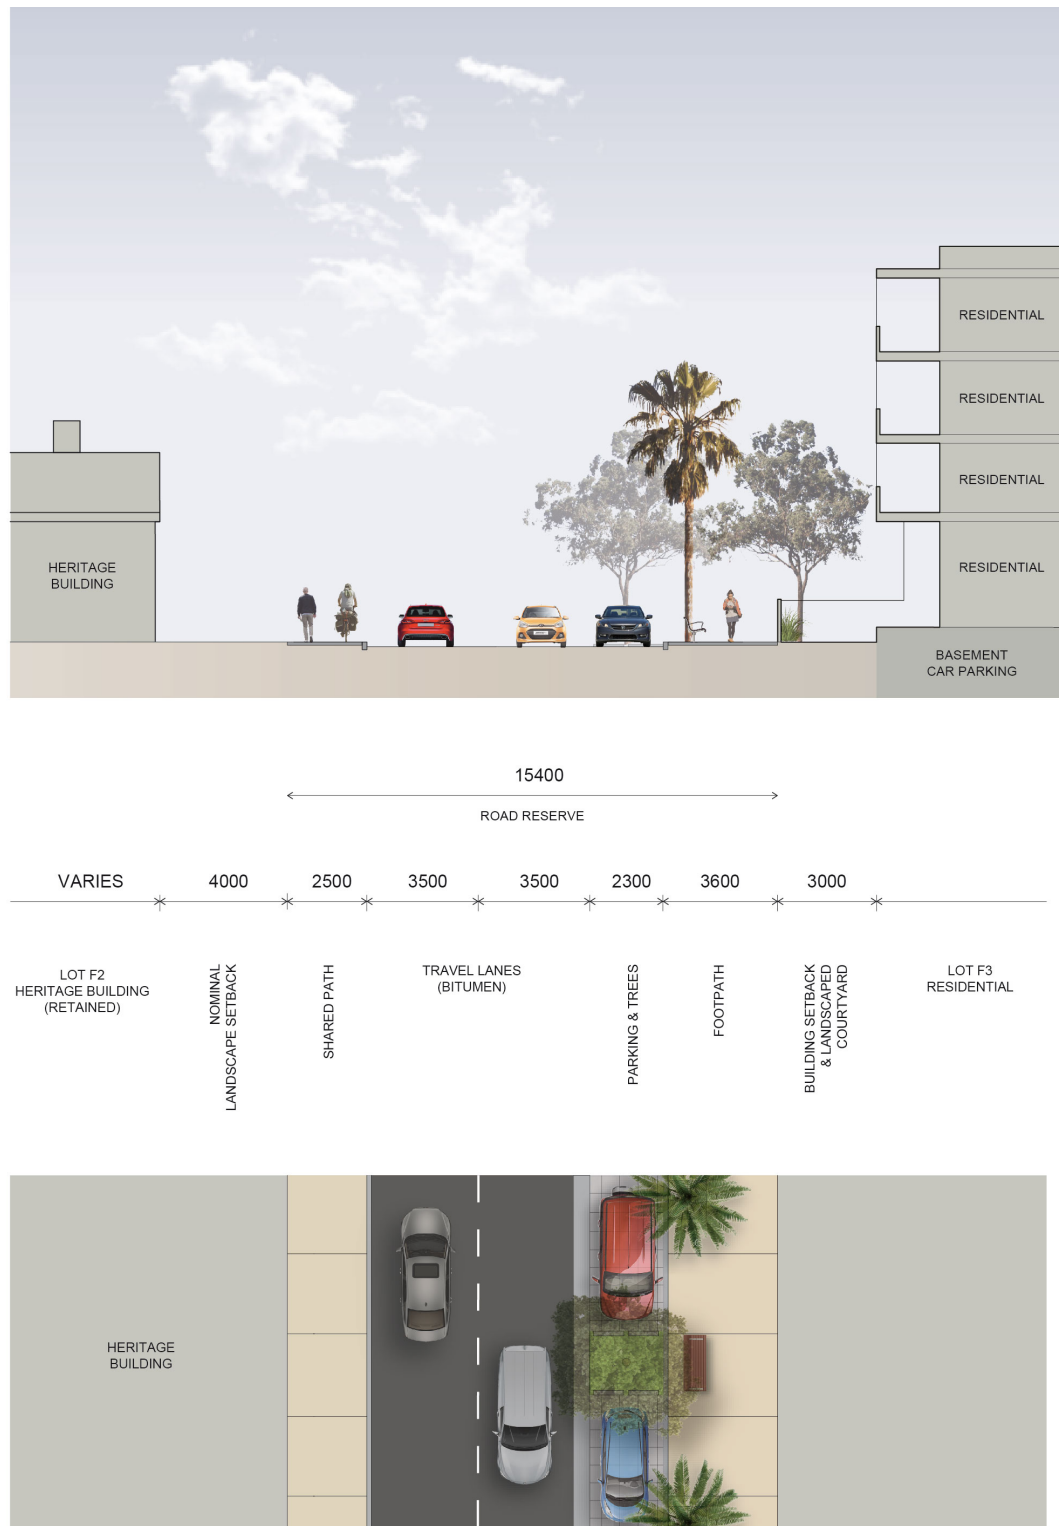 RESIDENTIAL
RESIDENTIAL
RESIDENTIAL
HERITAGE
BUILDING
RESIDENTIAL
BASEMENT
CAR PARKING
15400
ROAD RESERVE
VARIES
4000
2500
3500
3500
2300
3600
3000
LOT F2
HERITAGE BUILDING
(RETAINED)
NOMINAL
LANDSCAPE SETBACK
SHARED PATH
TRAVEL LANES
(BITUMEN)
PARKING & TREES
FOOTPATH
BUILDING SETBACK
& LANDSCAPED
COURTYARD
LOT F3
RESIDENTIAL
HERITAGE
BUILDING